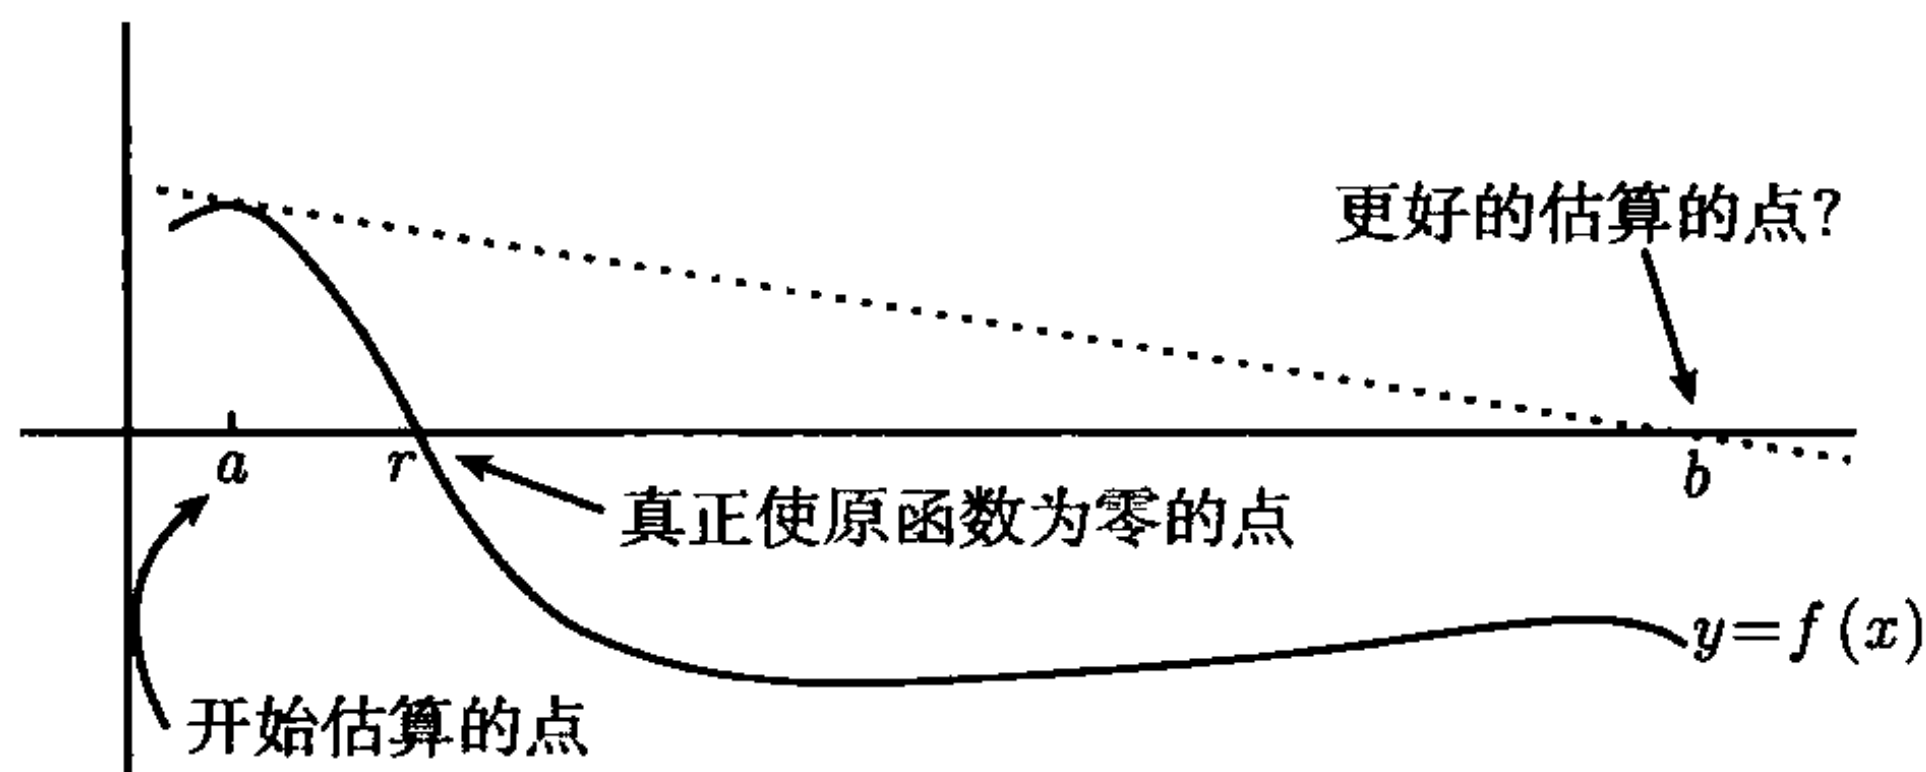 更好的估算的点?
a
r
b
真正使原函数为零的点
y=f(x)
开始估算的点